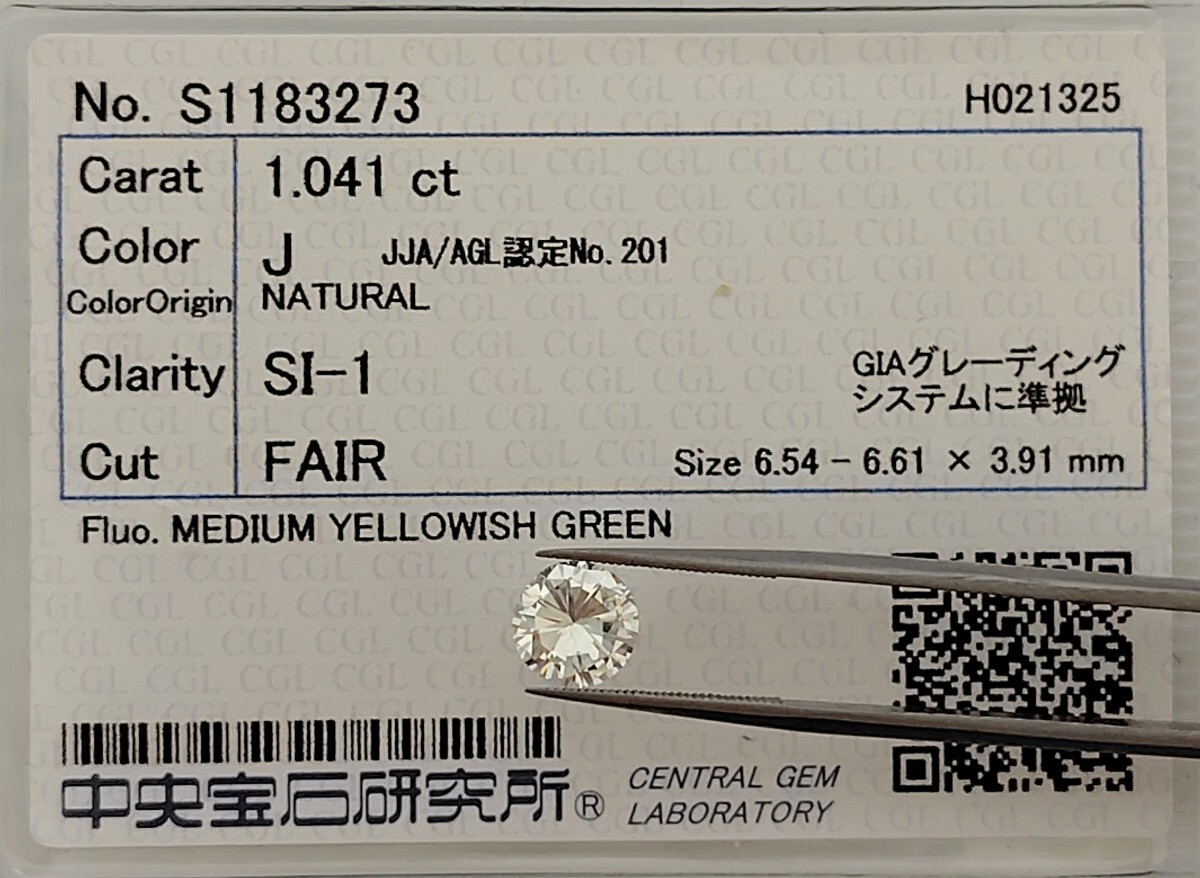 No. S1183273 H021325
Carat 1.041 ct
Color J JJA/AGL認定No. 201
ColorOrigin NATURAL
Clarity SI-1
GIAグレーディング
システムに準拠
Cut FAIR Size 6.54 - 6.61 × 3.91 mm
Fluo. MEDIUM YELLOWISH GREEN
中央宝石研究所® CENTRAL GEM
LABORATORY